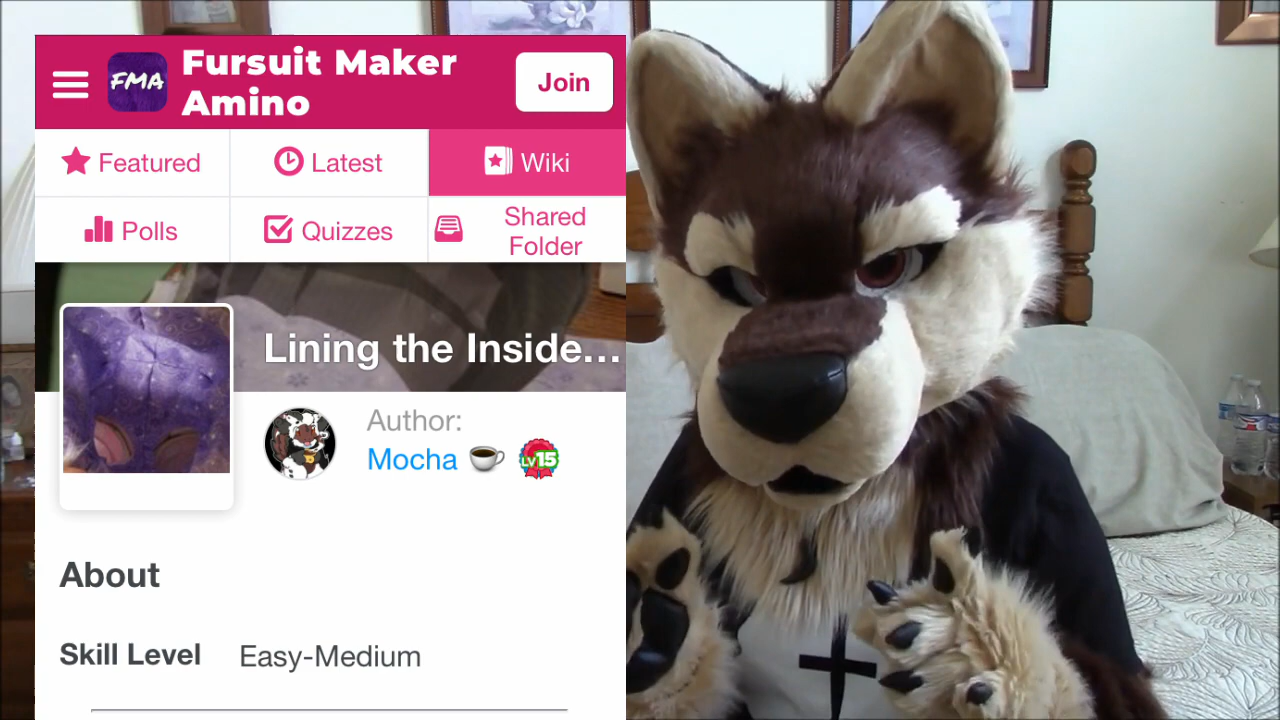 FMA
Fursuit Maker
Amino
Join
Featured
Latest
Wiki
Polls
Quizzes
Shared
Folder
Lining the Inside...
Author:
Mocha
LV15
About
Skill Level Easy-Medium